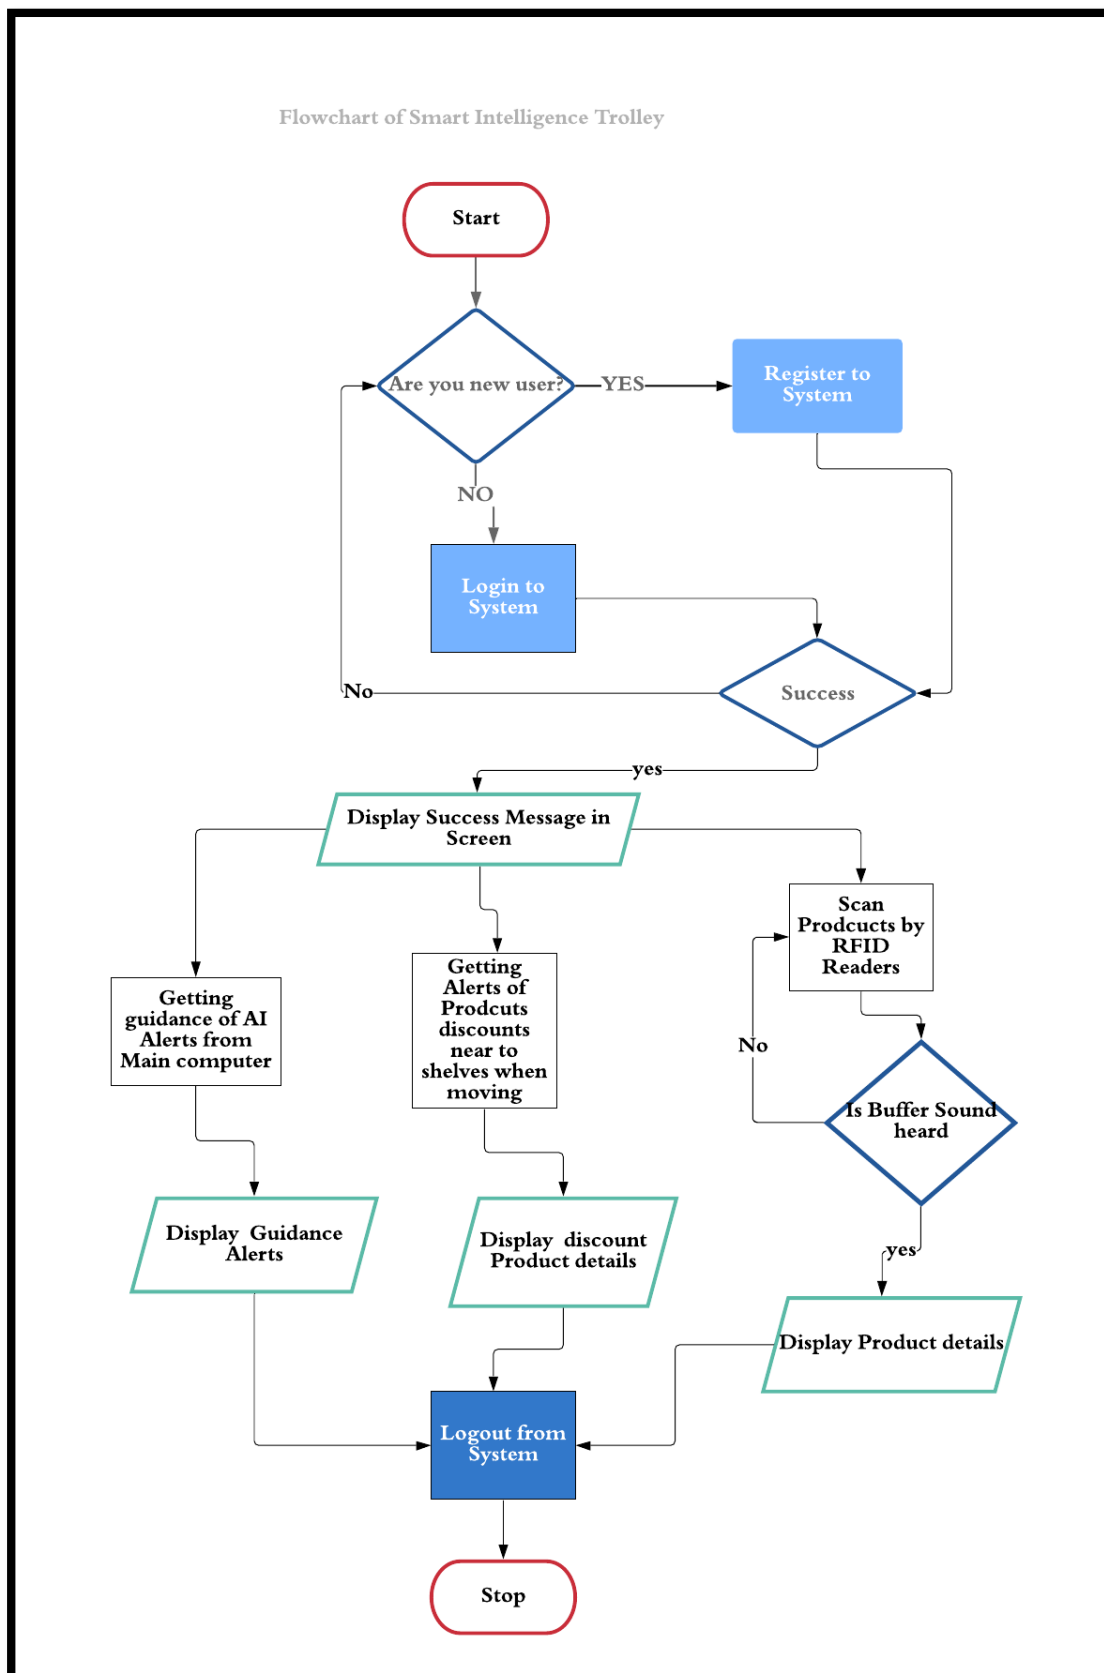 Flowchart of Smart Intelligence Trolley
Start
Are you new user?
YES
Register to
System
NO
Login to
System
Success
No
yes
Display Success Message in
Screen
Scan
Prodcucts by
RFID
Readers
Getting
guidance of AI
Alerts from
Main computer
Getting
Alerts of
Prodcuts
discounts
near to
shelves when
moving
No
Is Buffer Sound
heard
Display  Guidance
Alerts
Display  discount
Product details
yes
Display Product details
Logout from
System
Stop